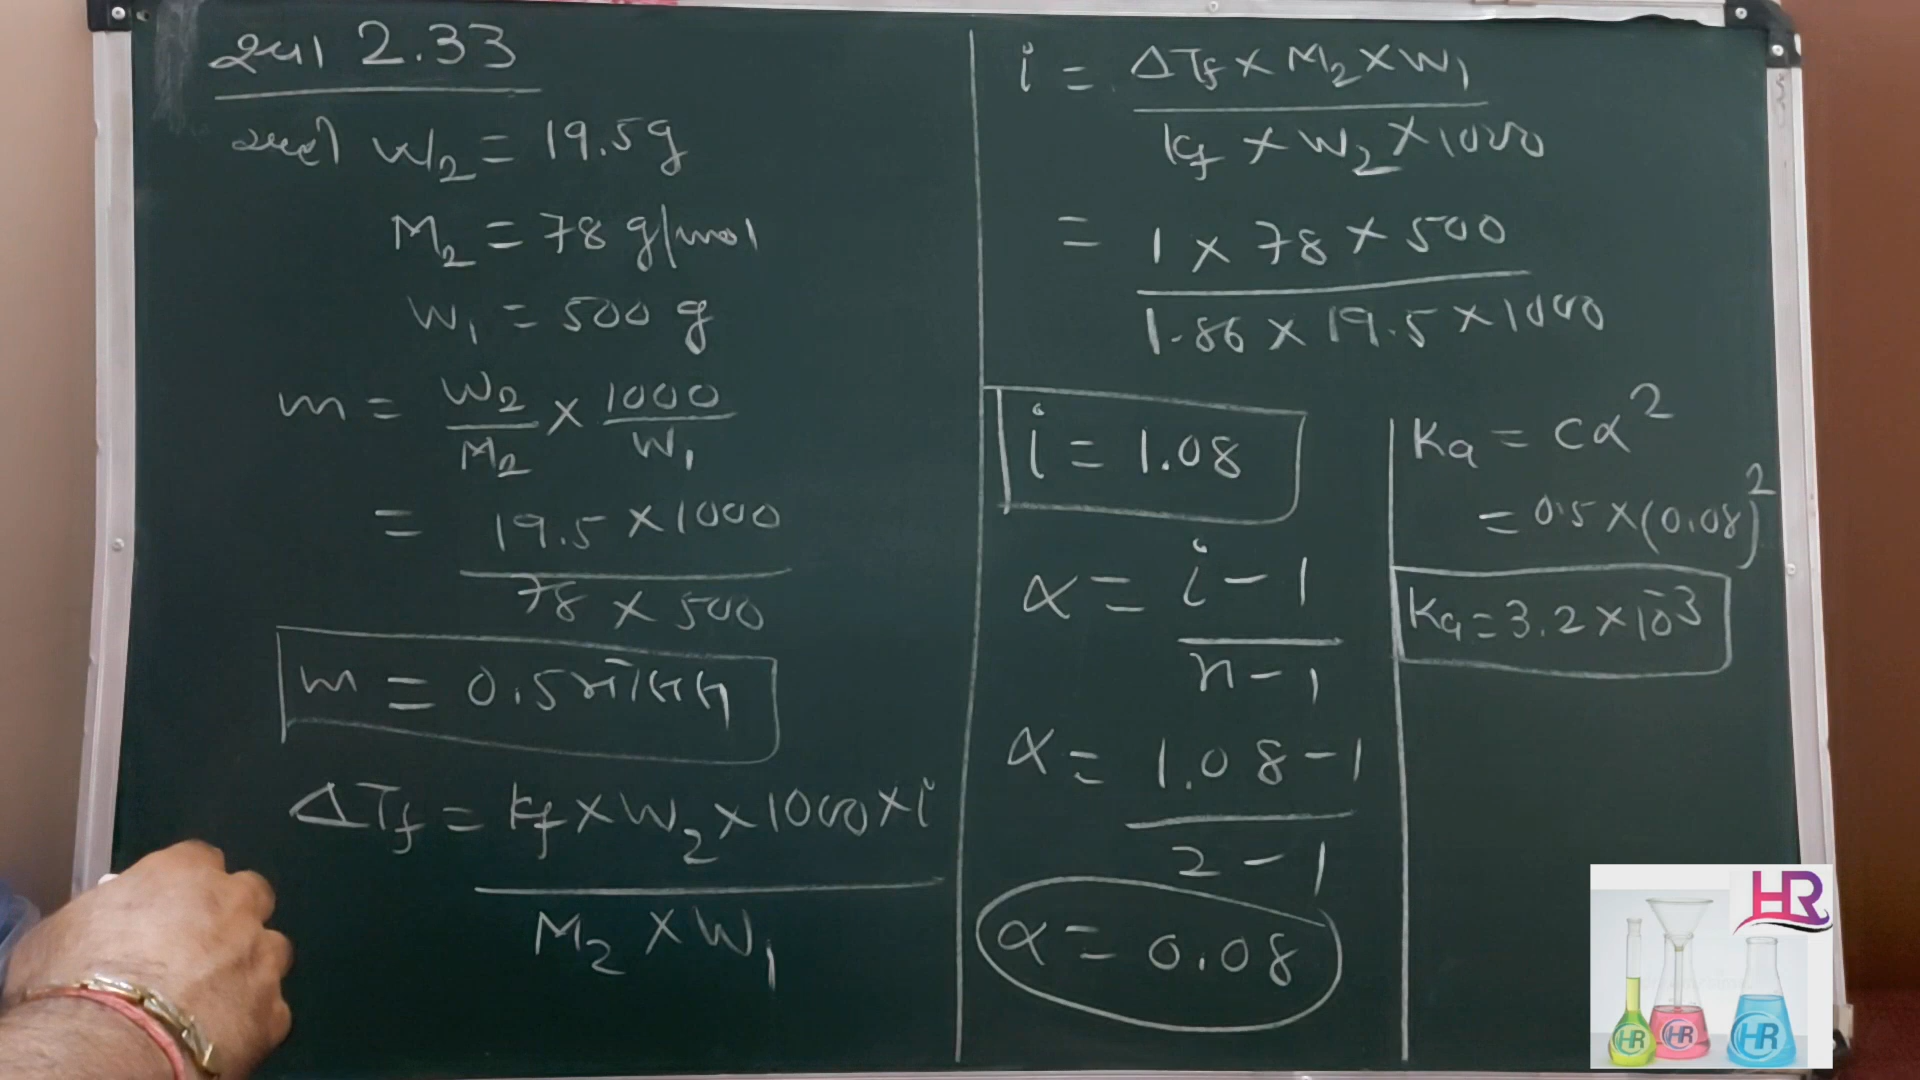 સ્વા 2.33
અહીં W₂ = 19.5g
M₂ = 78 g/mol
W₁ = 500 g
m = W₂/M₂ × 1000/W₁
= 19.5 × 1000 / 78 × 500
m = 0.5
ΔTf = Kf × W₂ × 1000 × i / M₂ × W₁
i = ΔTf × M₂ × W₁ / Kf × W₂ × 1000
= 1 × 78 × 500 / 1.86 × 19.5 × 1000
i = 1.08
α = i - 1 / n - 1
α = 1.08 - 1 / 2 - 1
α = 0.08
Ka = Cα²
= 0.5 × (0.08)²
Ka = 3.2 × 10⁻³
HR
HR
HR
HR